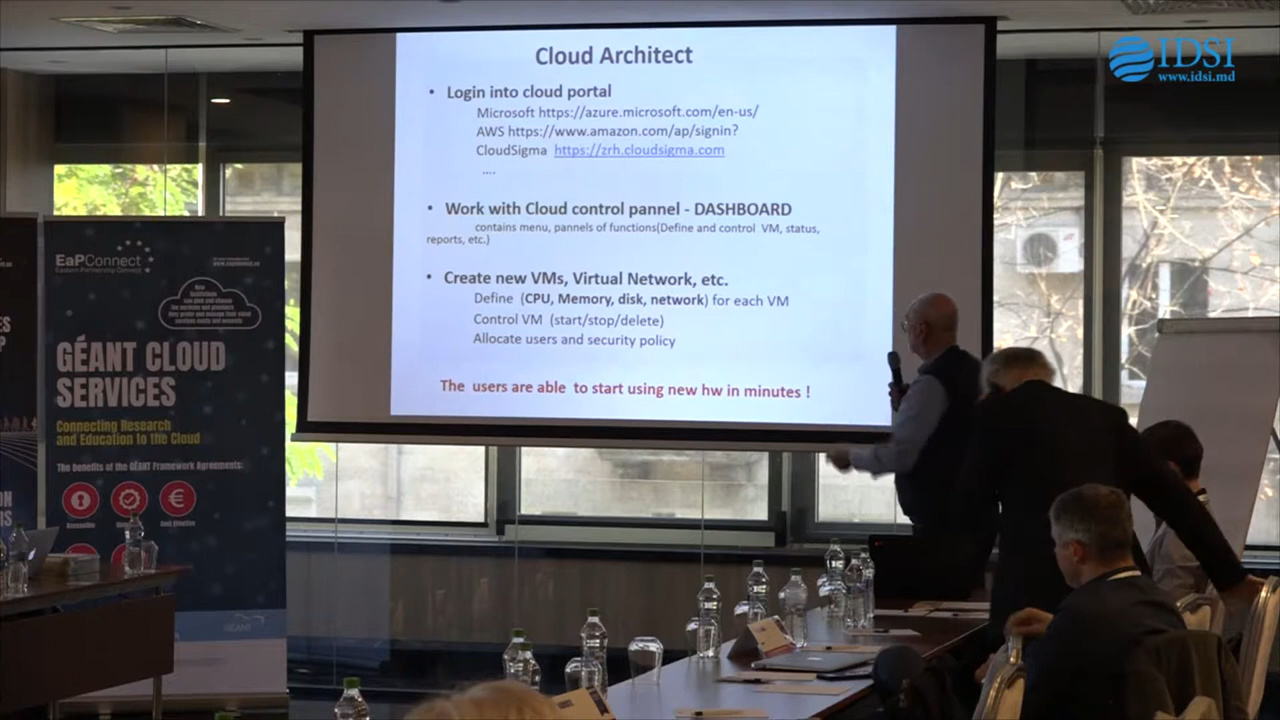 Cloud Architect
• Login into cloud portal
Microsoft https://azure.microsoft.com/en-us/
AWS https://www.amazon.com/ap/signin?
CloudSigma https://zrh.cloudsigma.com
....
• Work with Cloud control pannel - DASHBOARD
contains menu, pannels of functions(Define and control VM, status,
reports, etc.)
• Create new VMs, Virtual Network, etc.
Define (CPU, Memory, disk, network) for each VM
Control VM (start/stop/delete)
Allocate users and security policy
The users are able to start using new hw in minutes !
IDSI
www.idsi.md
EaPConnect
Eastern Partnership Connect
GÉANT CLOUD
SERVICES
Connecting Research
and Education to the Cloud
The benefits of the GÉANT Framework Agreements:
Accessible
Cost Effective
GÉANT